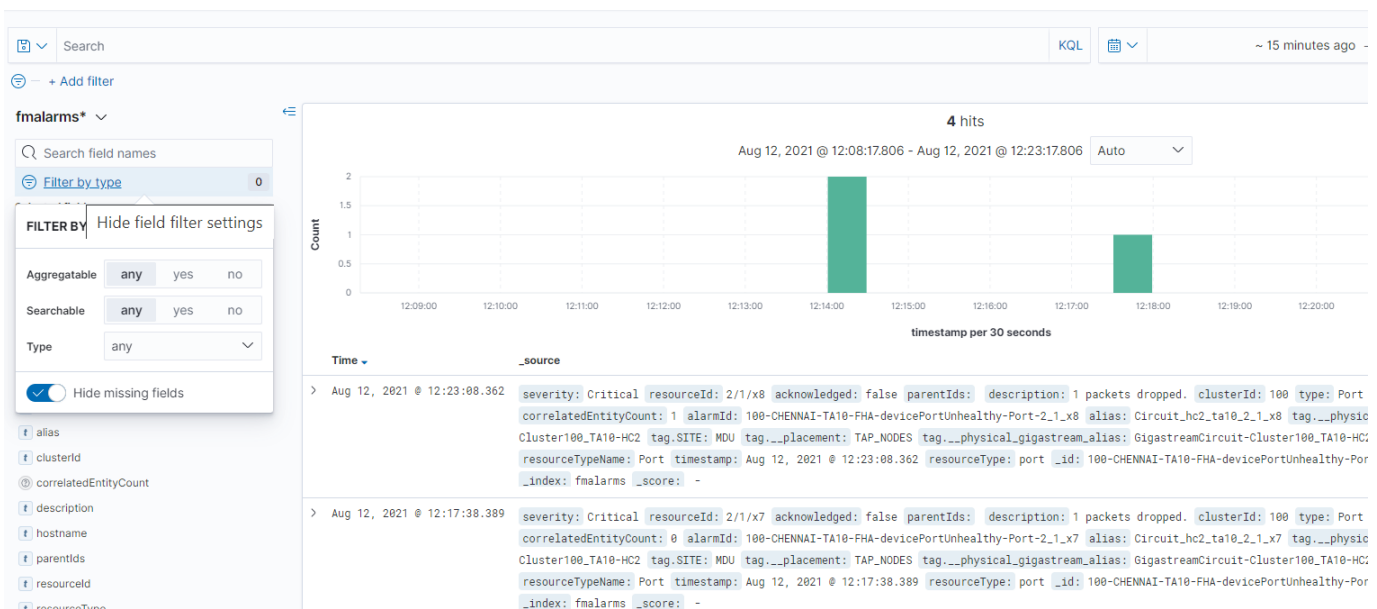 Search
KQL
~ 15 minutes ago
+ Add filter
fmalarms*
Search field names
Filter by type
0
FILTER BY
Hide field filter settings
Aggregatable any yes no
Searchable any yes no
Type any
Hide missing fields
t alias
t clusterId
? correlatedEntityCount
t description
t hostname
t parentIds
t resourceId
t resourceType
4 hits
Aug 12, 2021 @ 12:08:17.806 - Aug 12, 2021 @ 12:23:17.806 Auto
Count
2
1.5
1
0.5
0
12:09:00 12:10:00 12:11:00 12:12:00 12:13:00 12:14:00 12:15:00 12:16:00 12:17:00 12:18:00 12:19:00 12:20:00
timestamp per 30 seconds
Time _source
Aug 12, 2021 @ 12:23:08.362 severity: Critical resourceId: 2/1/x8 acknowledged: false parentIds: description: 1 packets dropped. clusterId: 100 type: Port
correlatedEntityCount: 1 alarmId: 100-CHENNAI-TA10-FHA-devicePortUnhealthy-Port-2_1_x8 alias: Circuit_hc2_ta10_2_1_x8 tag.__physic
Cluster100_TA10-HC2 tag.SITE: MDU tag.__placement: TAP_NODES tag.__physical_gigastream_alias: GigastreamCircuit-Cluster100_TA10-HC2
resourceTypeName: Port timestamp: Aug 12, 2021 @ 12:23:08.362 resourceType: port _id: 100-CHENNAI-TA10-FHA-devicePortUnhealthy-Por
_index: fmalarms _score: -
Aug 12, 2021 @ 12:17:38.389 severity: Critical resourceId: 2/1/x7 acknowledged: false parentIds: description: 1 packets dropped. clusterId: 100 type: Port
correlatedEntityCount: 0 alarmId: 100-CHENNAI-TA10-FHA-devicePortUnhealthy-Port-2_1_x7 alias: Circuit_hc2_ta10_2_1_x7 tag.__physic
Cluster100_TA10-HC2 tag.SITE: MDU tag.__placement: TAP_NODES tag.__physical_gigastream_alias: GigastreamCircuit-Cluster100_TA10-HC2
resourceTypeName: Port timestamp: Aug 12, 2021 @ 12:17:38.389 resourceType: port _id: 100-CHENNAI-TA10-FHA-devicePortUnhealthy-Por
_index: fmalarms _score: -